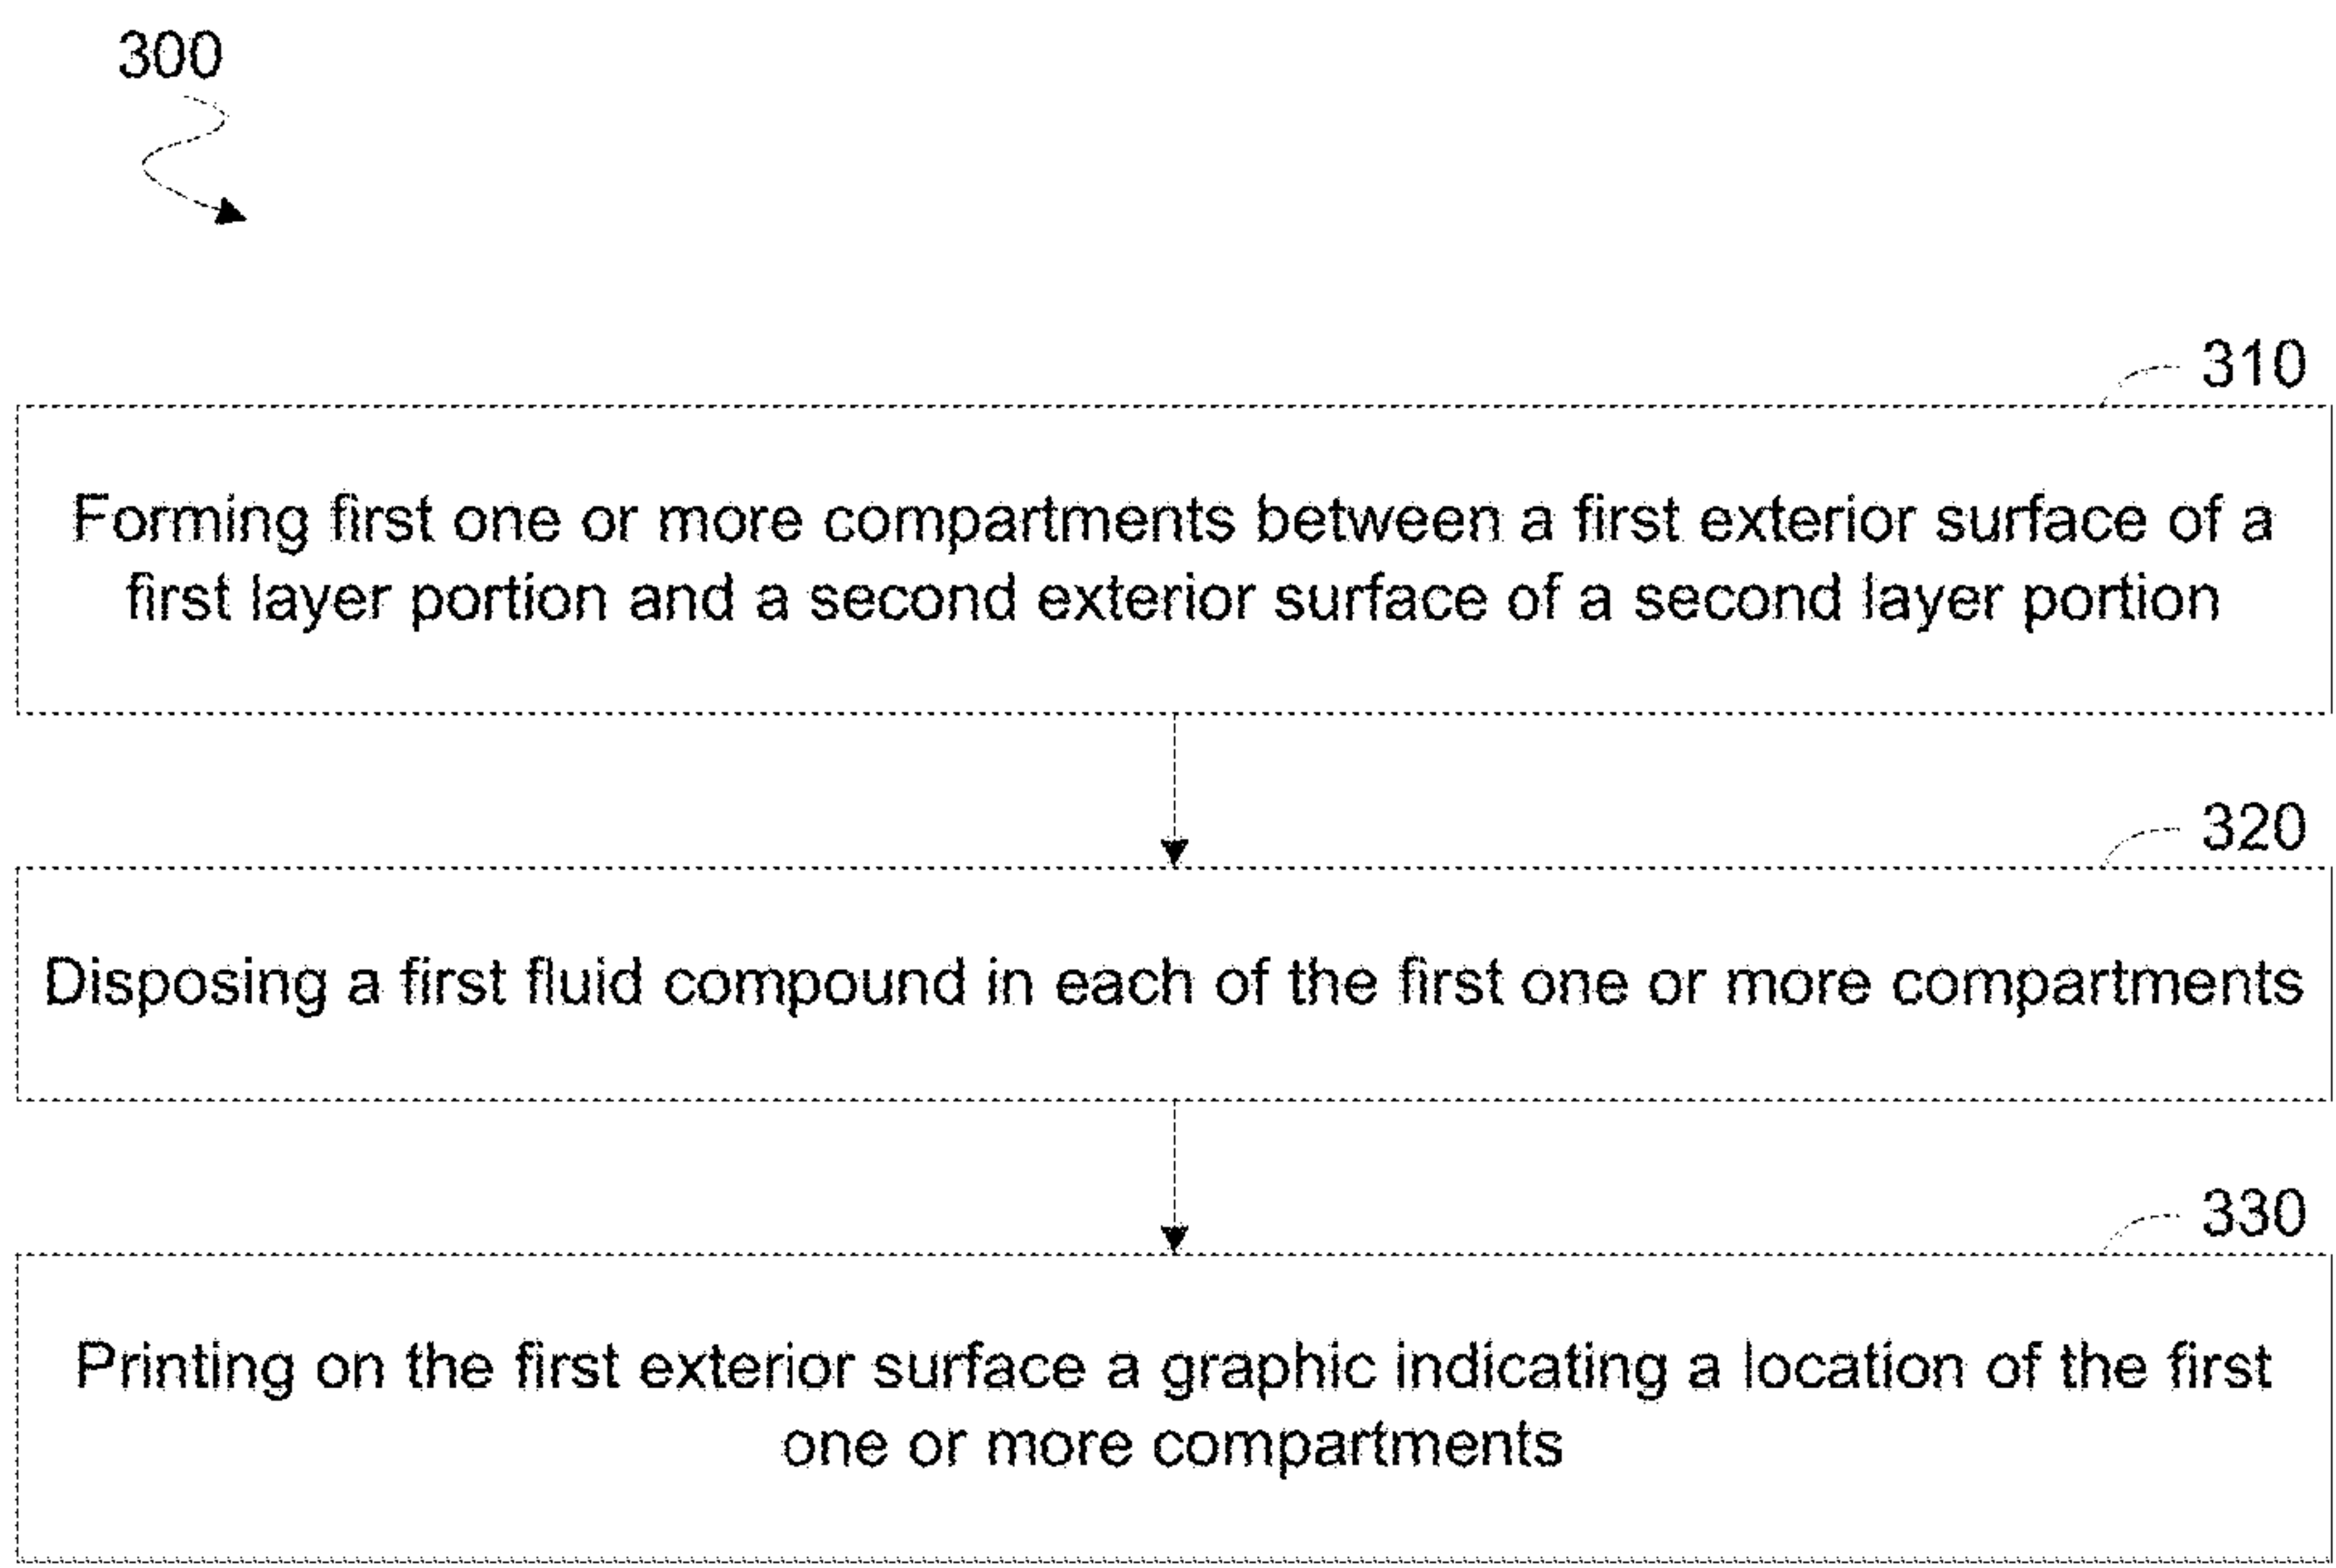 300
310
Forming first one or more compartments between a first exterior surface of a
first layer portion and a second exterior surface of a second layer portion
320
Disposing a first fluid compound in each of the first one or more compartments
330
Printing on the first exterior surface a graphic indicating a location of the first
one or more compartments